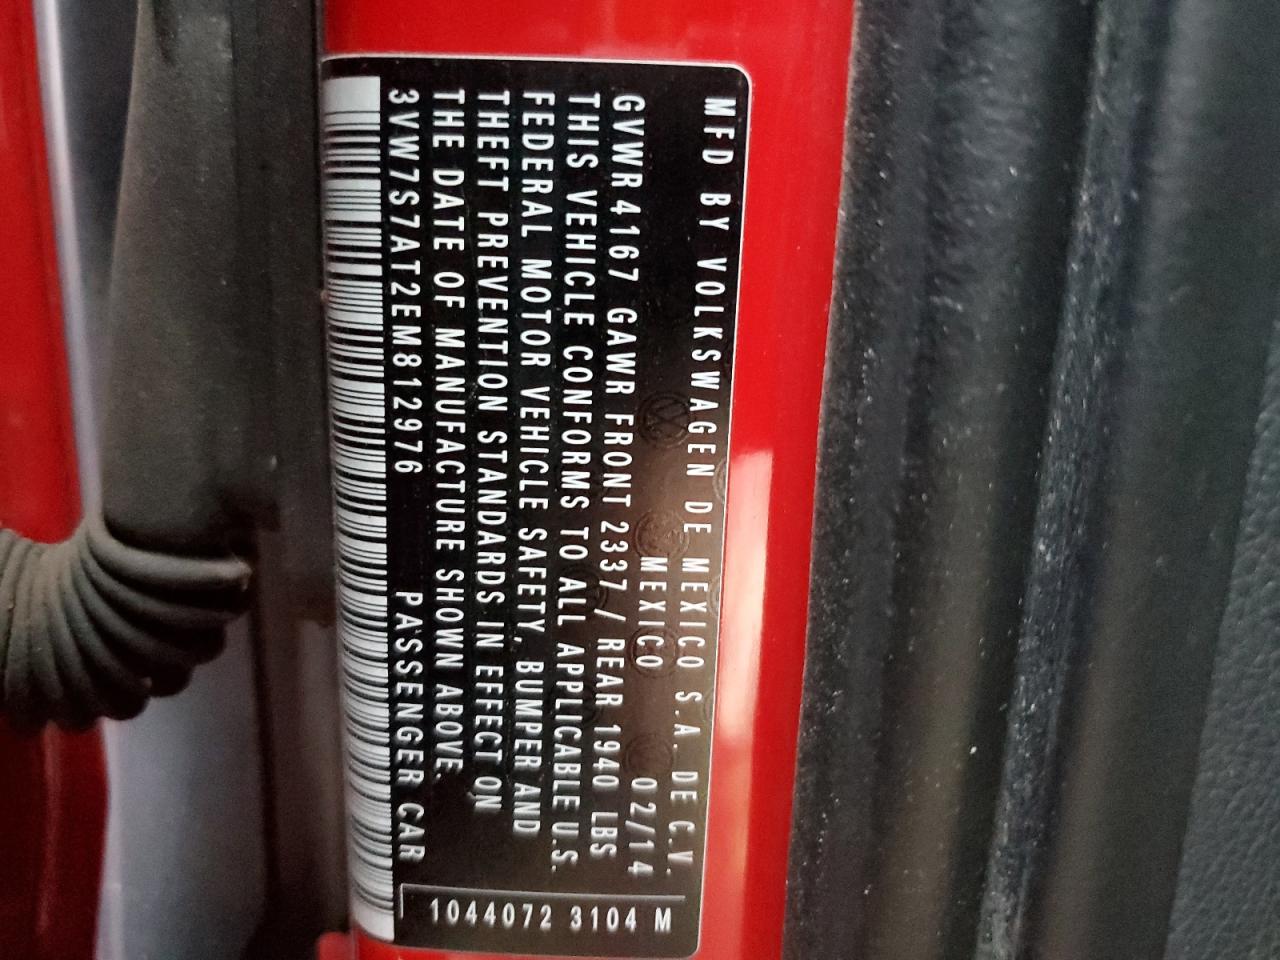 MFD BY VOLKSWAGEN DE MEXICO S.A. DE C.V.
MEXICO 02/14
GVWR 4167 GAWR FRONT 2337 / REAR 1940 LBS
THIS VEHICLE CONFORMS TO ALL APPLICABLE U.S.
FEDERAL MOTOR VEHICLE SAFETY, BUMPER AND
THEFT PREVENTION STANDARDS IN EFFECT ON
THE DATE OF MANUFACTURE SHOWN ABOVE.
3VW7S7AT2EM812976 PASSENGER CAR
1044072 3104 M